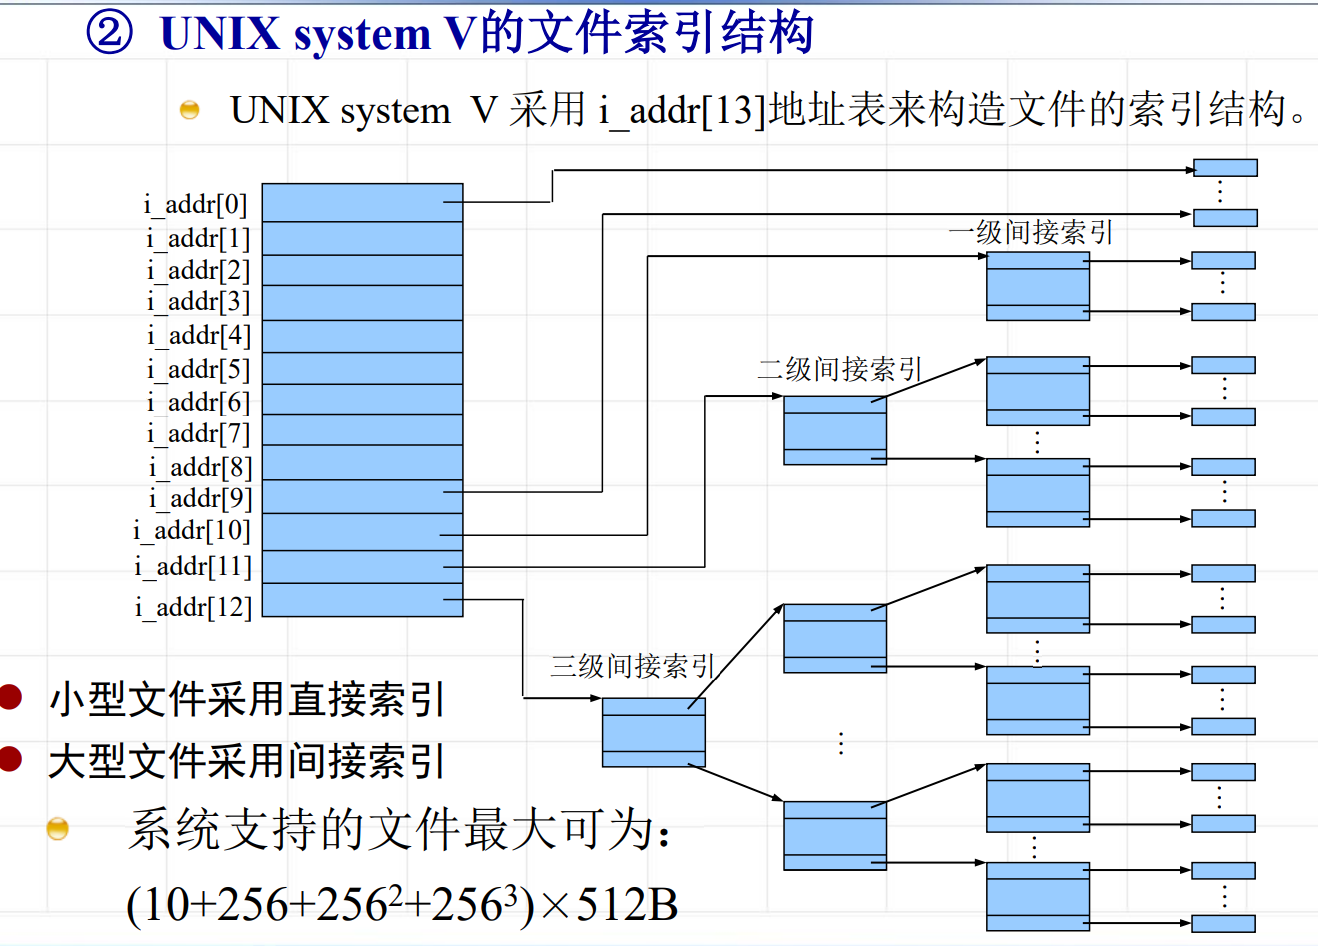 ② UNIX system V的文件索引结构
UNIX system V 采用 i_addr[13]地址表来构造文件的索引结构。
i_addr[0]
i_addr[1]
i_addr[2]
i_addr[3]
i_addr[4]
i_addr[5]
i_addr[6]
i_addr[7]
i_addr[8]
i_addr[9]
i_addr[10]
i_addr[11]
i_addr[12]
一级间接索引
二级间接索引
三级间接索引
小型文件采用直接索引
大型文件采用间接索引
系统支持的文件最大可为：
(10+256+256²+256³)×512B